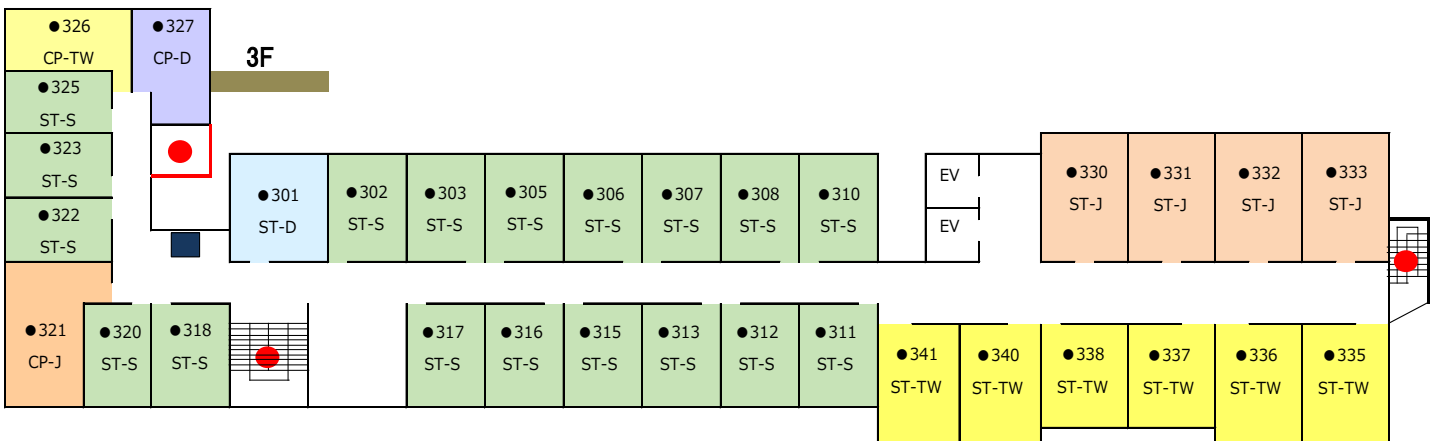 ●326
CP-TW
●327
CP-D
3F
●325
ST-S
●323
ST-S
●322
ST-S
●301
ST-D
●302
ST-S
●303
ST-S
●305
ST-S
●306
ST-S
●307
ST-S
●308
ST-S
●310
ST-S
EV
EV
●330
ST-J
●331
ST-J
●332
ST-J
●333
ST-J
●321
CP-J
●320
ST-S
●318
ST-S
●317
ST-S
●316
ST-S
●315
ST-S
●313
ST-S
●312
ST-S
●311
ST-S
●341
ST-TW
●340
ST-TW
●338
ST-TW
●337
ST-TW
●336
ST-TW
●335
ST-TW